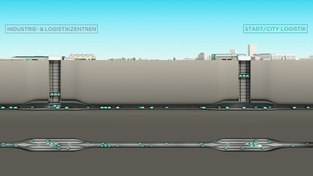 INDUSTRIE- & LOGISTIKZENTREN
STADT/CITY LOGISTIK